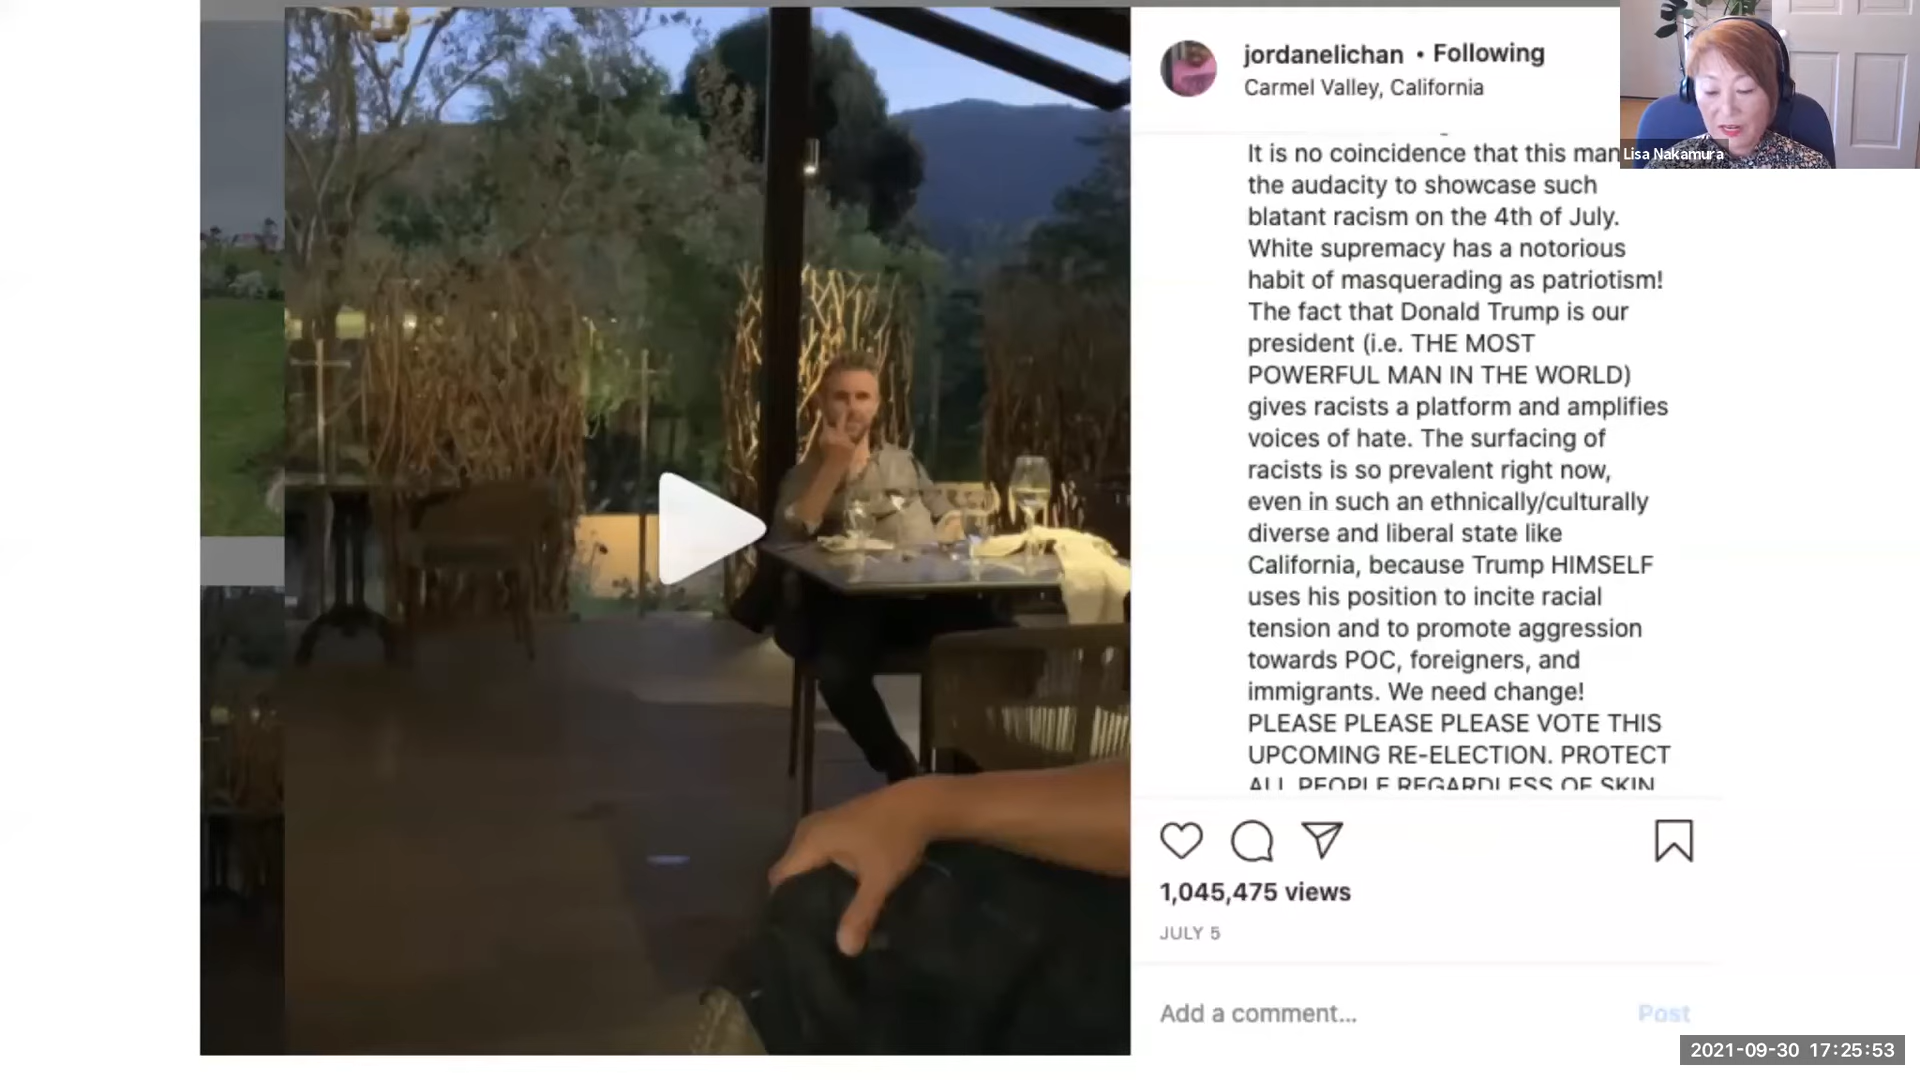 jordanelichan • Following
Carmel Valley, California
Lisa Nakamura
It is no coincidence that this man
the audacity to showcase such
blatant racism on the 4th of July.
White supremacy has a notorious
habit of masquerading as patriotism!
The fact that Donald Trump is our
president (i.e. THE MOST
POWERFUL MAN IN THE WORLD)
gives racists a platform and amplifies
voices of hate. The surfacing of
racists is so prevalent right now,
even in such an ethnically/culturally
diverse and liberal state like
California, because Trump HIMSELF
uses his position to incite racial
tension and to promote aggression
towards POC, foreigners, and
immigrants. We need change!
PLEASE PLEASE PLEASE VOTE THIS
UPCOMING RE-ELECTION. PROTECT
ALL PEOPLE REGARDLESS OF SKIN
1,045,475 views
JULY 5
Add a comment...
Post
2021-09-30 17:25:53